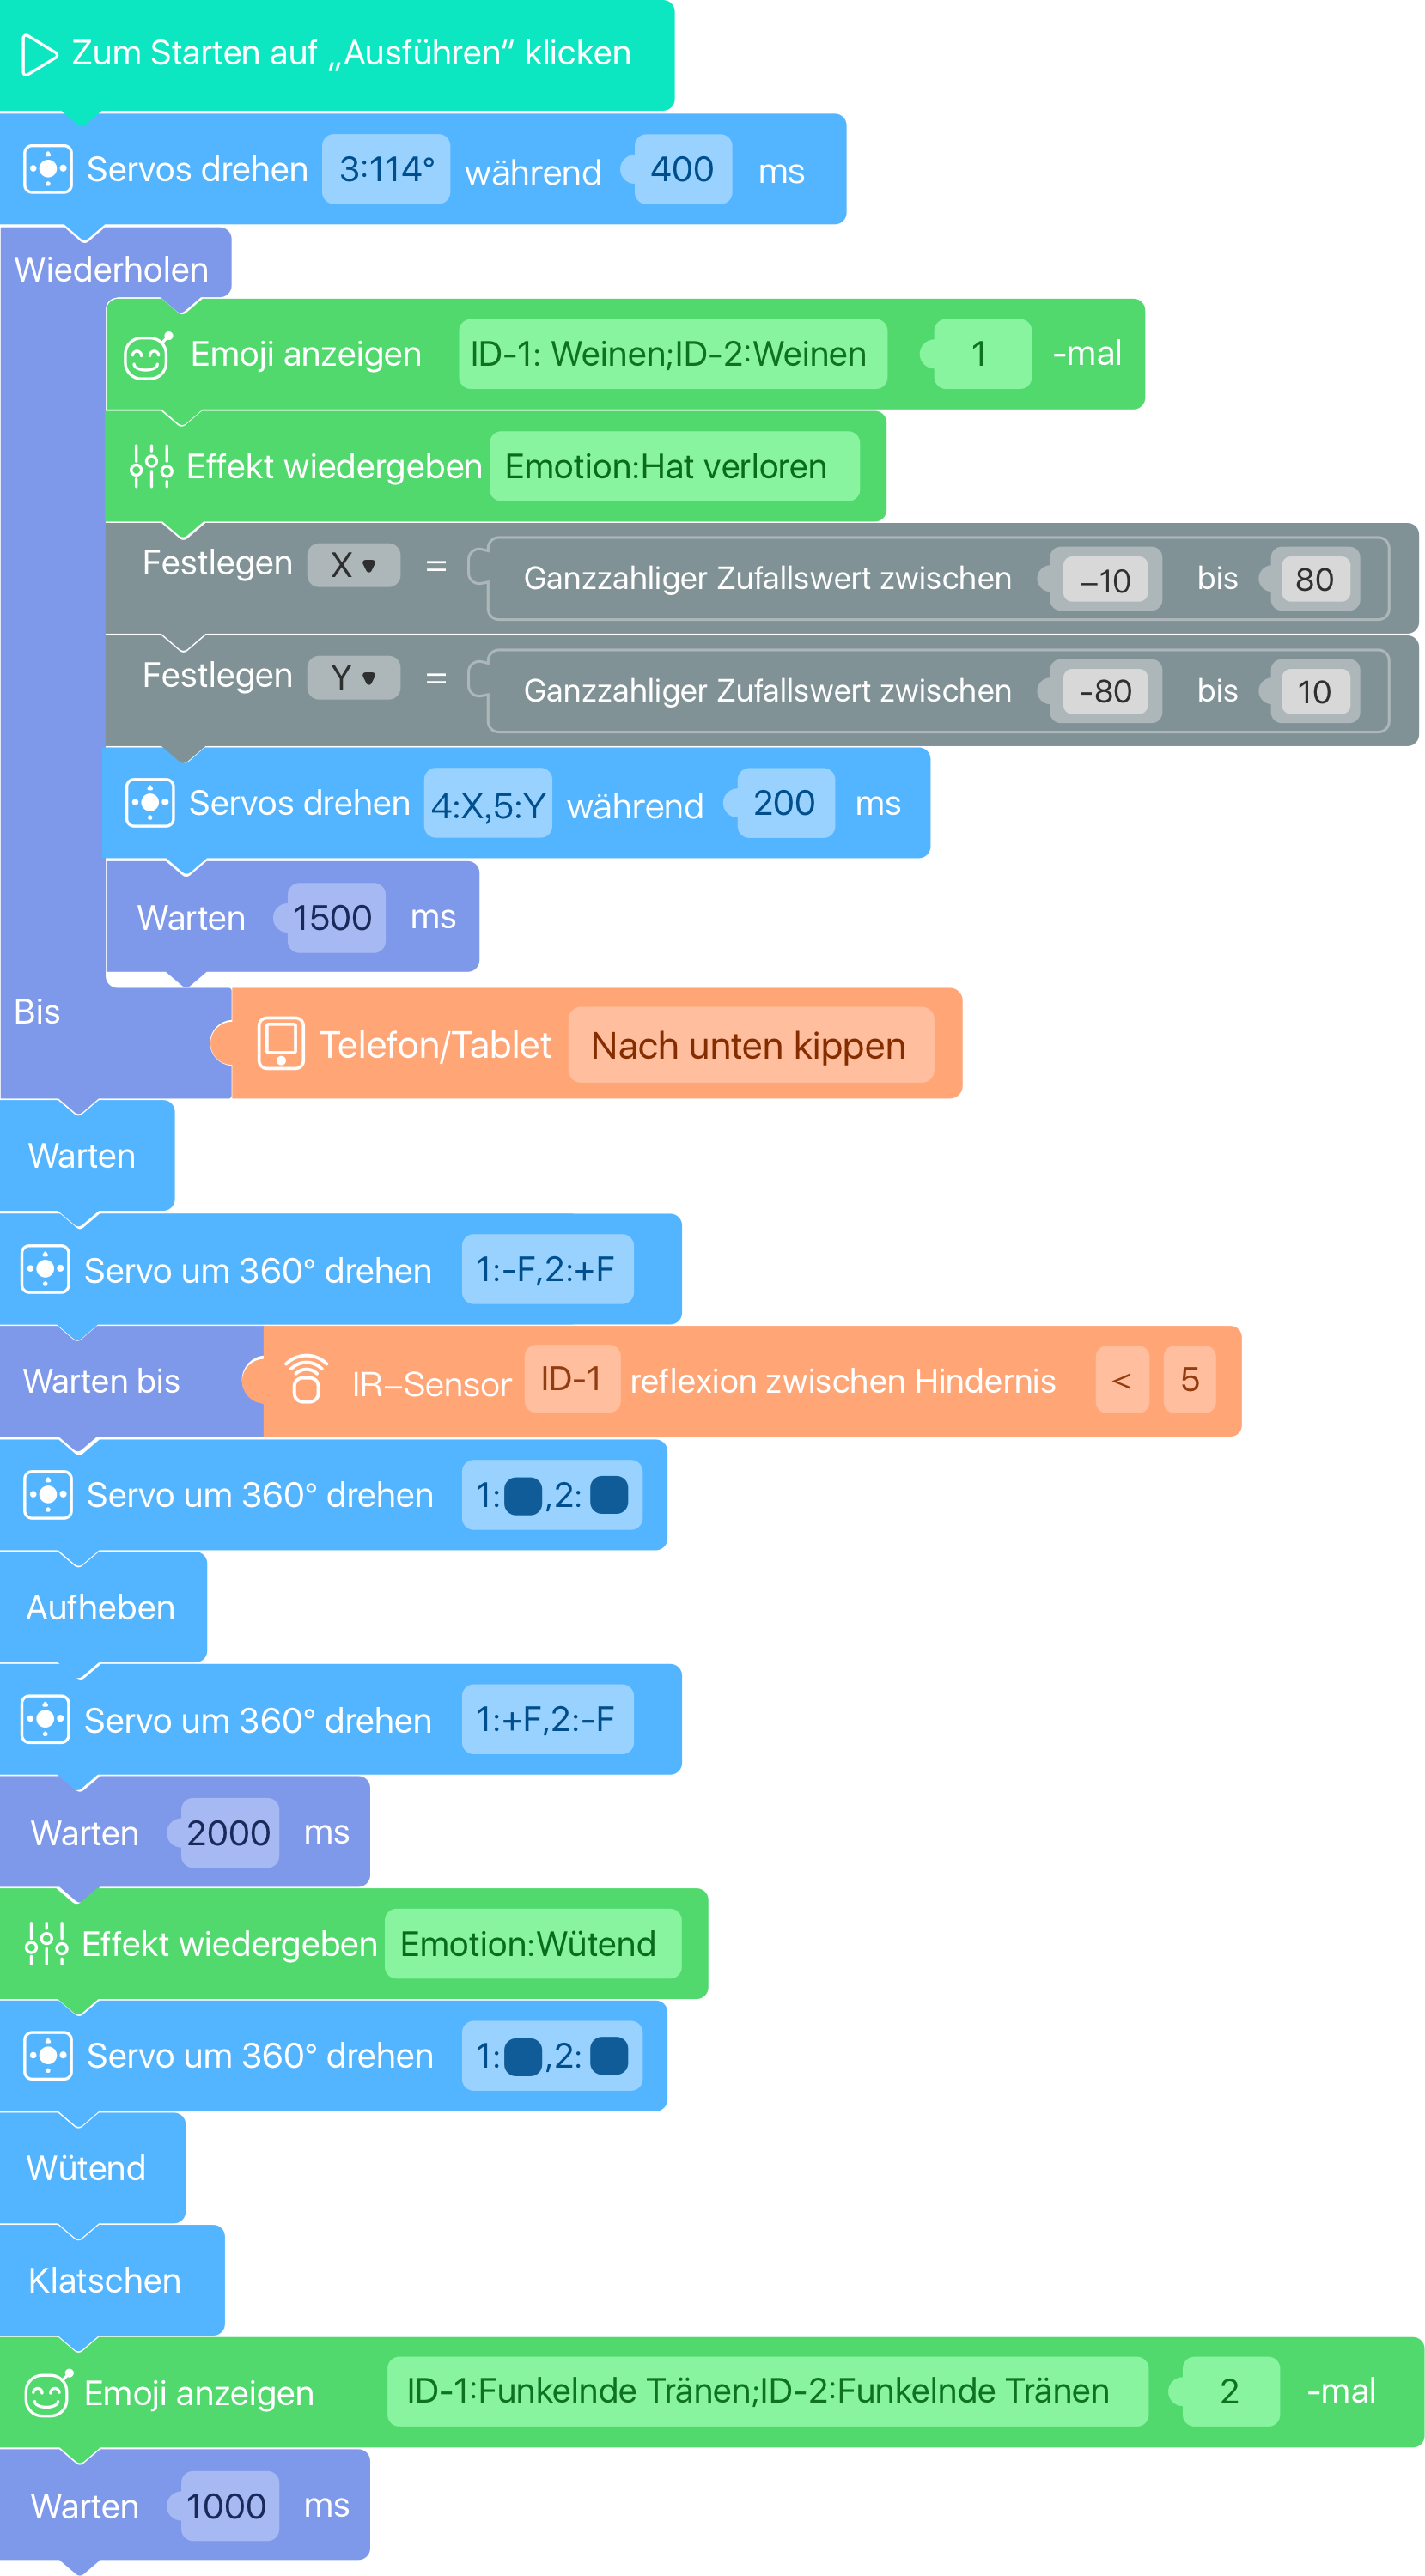 Zum Starten auf „Ausführen“ klicken
Servos drehen 3:114° während 400 ms
Wiederholen
Emoji anzeigen ID-1: Weinen;ID-2:Weinen 1 -mal
Effekt wiedergeben Emotion:Hat verloren
Festlegen X = Ganzzahliger Zufallswert zwischen –10 bis 80
Festlegen Y = Ganzzahliger Zufallswert zwischen -80 bis 10
Servos drehen 4:X,5:Y während 200 ms
Warten 1500 ms
Bis Telefon/Tablet Nach unten kippen
Warten
Servo um 360° drehen 1:-F,2:+F
Warten bis IR–Sensor ID-1 reflexion zwischen Hindernis < 5
Servo um 360° drehen 1: ,2:
Aufheben
Servo um 360° drehen 1:+F,2:-F
Warten 2000 ms
Effekt wiedergeben Emotion:Wütend
Servo um 360° drehen 1: ,2:
Wütend
Klatschen
Emoji anzeigen ID-1:Funkelnde Tränen;ID-2:Funkelnde Tränen 2 -mal
Warten 1000 ms